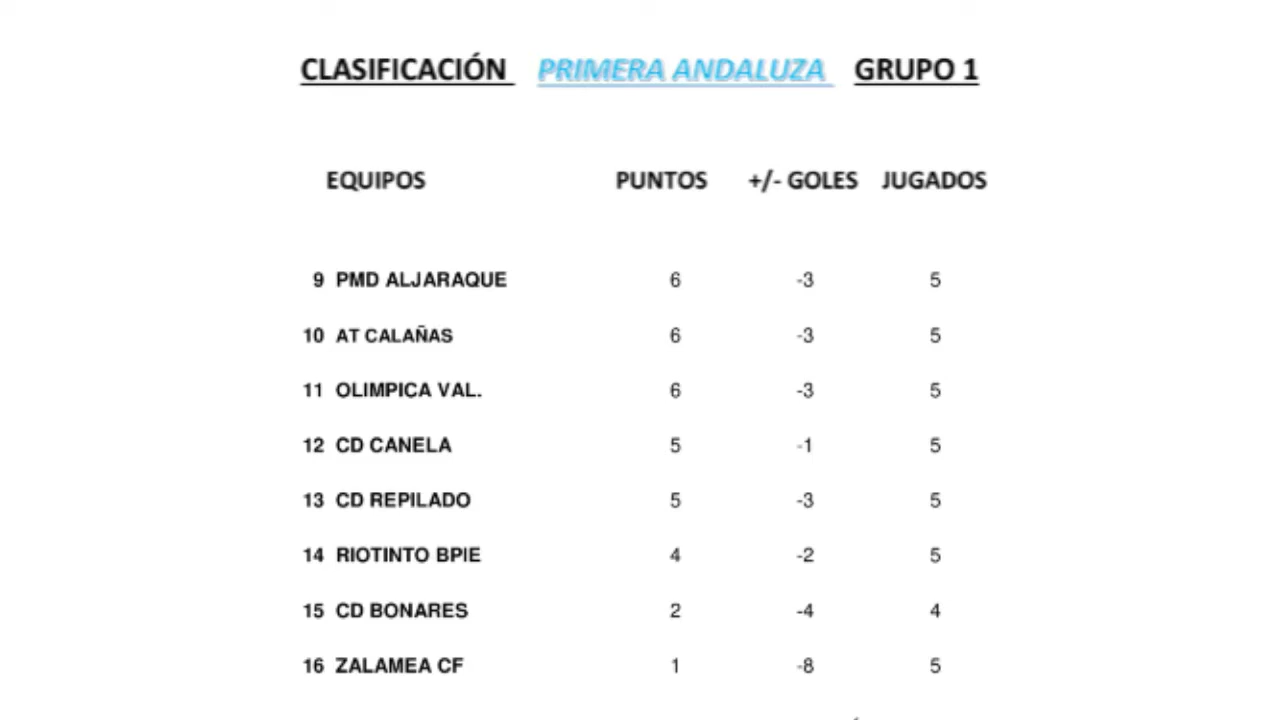 CLASIFICACIÓN PRIMERA ANDALUZA GRUPO 1
EQUIPOS PUNTOS +/- GOLES JUGADOS
9 PMD ALJARAQUE 6 -3 5
10 AT CALAÑAS 6 -3 5
11 OLIMPICA VAL. 6 -3 5
12 CD CANELA 5 -1 5
13 CD REPILADO 5 -3 5
14 RIOTINTO BPIE 4 -2 5
15 CD BONARES 2 -4 4
16 ZALAMEA CF 1 -8 5